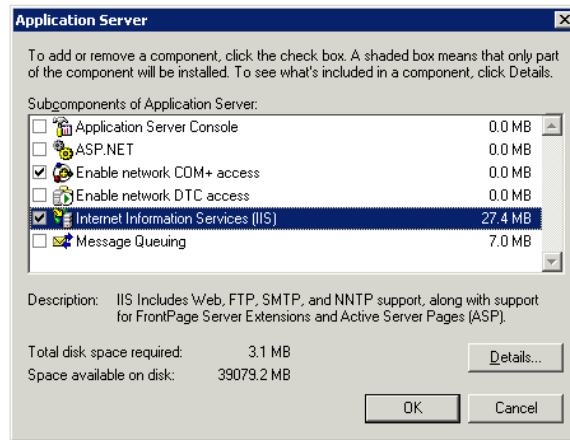 Application Server
To add or remove a component, click the check box. A shaded box means that only part
of the component will be installed. To see what's included in a component, click Details.
Subcomponents of Application Server:
Application Server Console 0.0 MB
ASP.NET 0.0 MB
Enable network COM+ access 0.0 MB
Enable network DTC access 0.0 MB
Internet Information Services (IIS) 27.4 MB
Message Queuing 7.0 MB
Description: IIS Includes Web, FTP, SMTP, and NNTP support, along with support
for FrontPage Server Extensions and Active Server Pages (ASP).
Total disk space required: 3.1 MB
Space available on disk: 39079.2 MB
Details...
OK Cancel